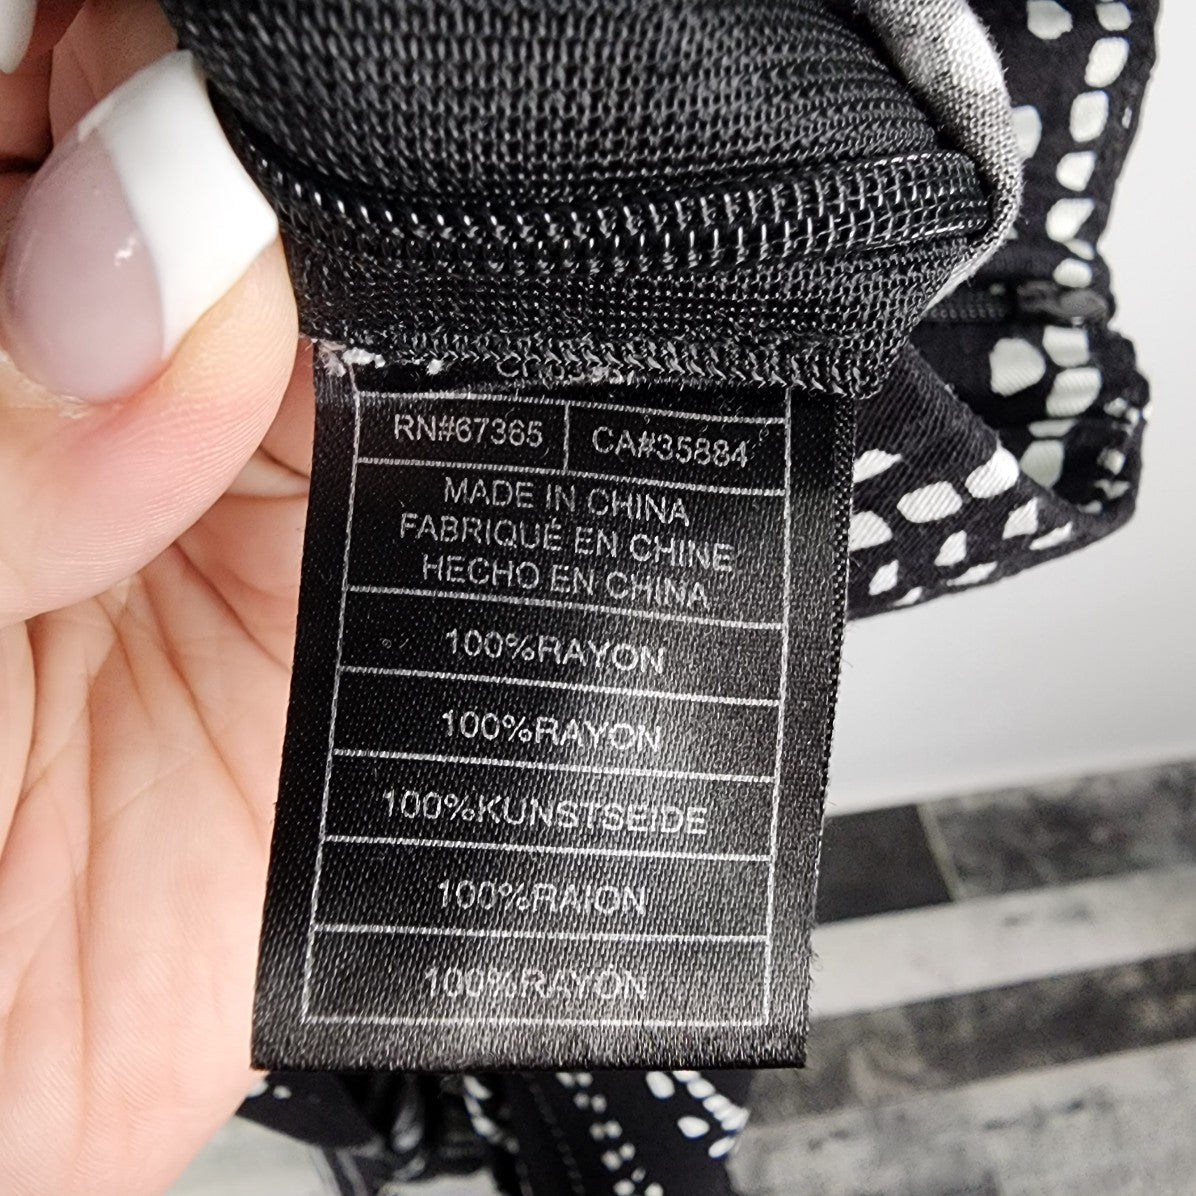 RN#67365 CA#35884
MADE IN CHINA
FABRIQUÉ EN CHINE
HECHO EN CHINA
100%RAYON
100%RAYON
100%KUNSTSEIDE
100%RAION
100%RAYON